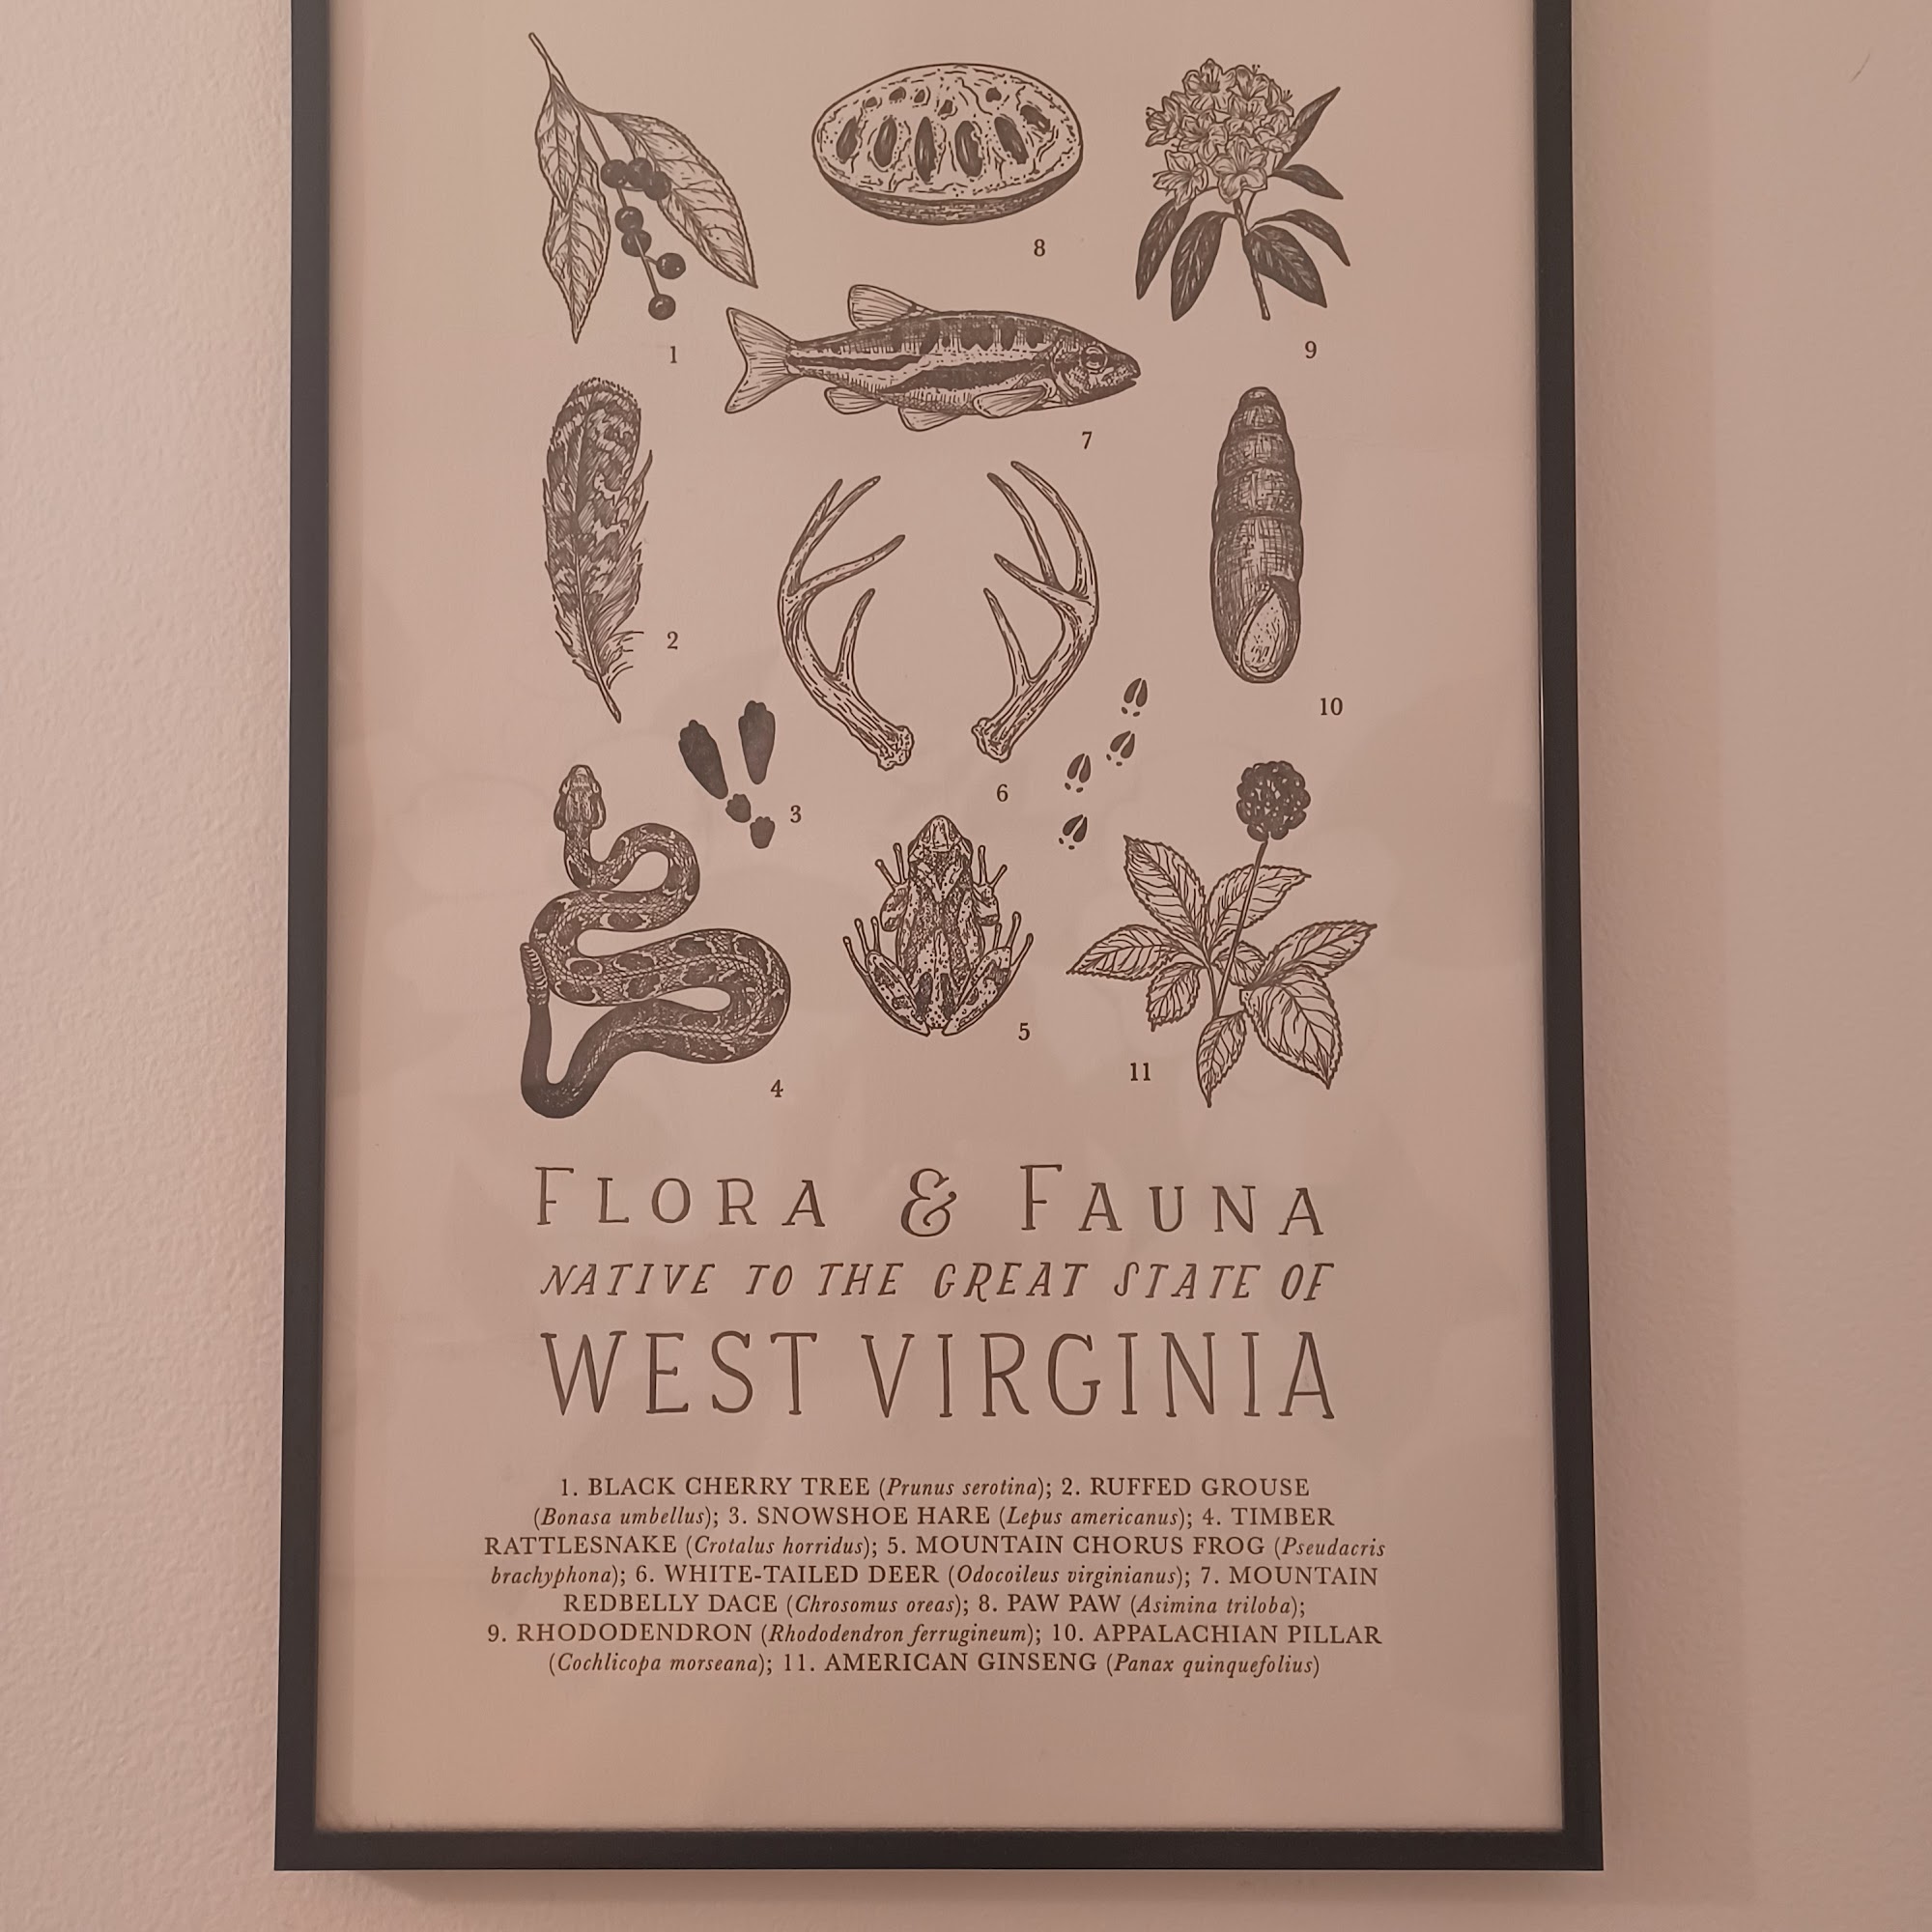 8
1
9
7
2
10
3
6
5
11
4
FLORA & FAUNA
NATIVE TO THE GREAT STATE OF
WEST VIRGINIA
1. BLACK CHERRY TREE (Prunus serotina); 2. RUFFED GROUSE
(Bonasa umbellus); 3. SNOWSHOE HARE (Lepus americanus); 4. TIMBER
RATTLESNAKE (Crotalus horridus); 5. MOUNTAIN CHORUS FROG (Pseudacris
brachyphona); 6. WHITE-TAILED DEER (Odocoileus virginianus); 7. MOUNTAIN
REDBELLY DACE (Chrosomus oreas); 8. PAW PAW (Asimina triloba);
9. RHODODENDRON (Rhododendron ferrugineum); 10. APPALACHIAN PILLAR
(Cochlicopa morseana); 11. AMERICAN GINSENG (Panax quinquefolius)